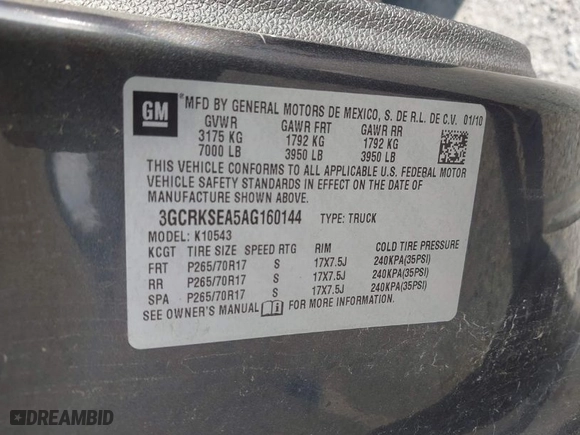 GM
®MFD BY GENERAL MOTORS DE MEXICO, S. DE R.L. DE C.V. 01/10
GVWR GAWR FRT GAWR RR
3175 KG 1792 KG 1792 KG
7000 LB 3950 LB 3950 LB
THIS VEHICLE CONFORMS TO ALL APPLICABLE U.S. FEDERAL MOTOR
VEHICLE SAFETY STANDARDS IN EFFECT ON THE DATE OF
MANUFACTURE SHOWN ABOVE.
3GCRKSEA5AG160144 TYPE: TRUCK
MODEL: K10543
KCGT TIRE SIZE SPEED RTG RIM COLD TIRE PRESSURE
FRT P265/70R17 S 17X7.5J 240KPA(35PSI)
RR P265/70R17 S 17X7.5J 240KPA(35PSI)
SPA P265/70R17 S 17X7.5J 240KPA(35PSI)
SEE OWNER'S MANUAL FOR MORE INFORMATION.
DREAMBID